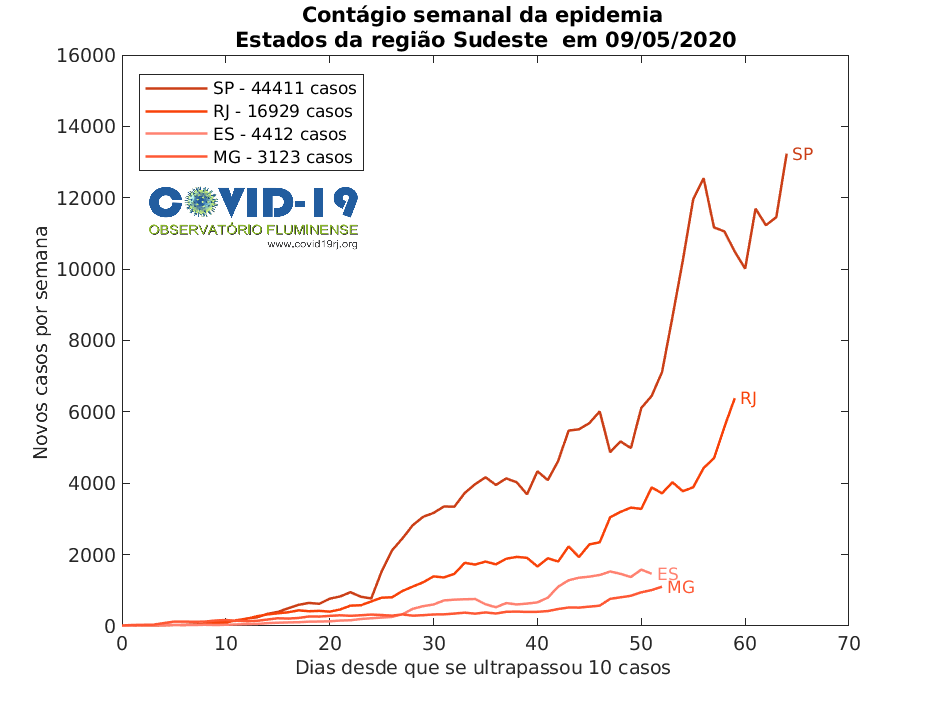 Contágio semanal da epidemia
Estados da região Sudeste  em 09/05/2020
16000
14000
12000
10000
8000
6000
4000
2000
0
Novos casos por semana
SP - 44411 casos
RJ - 16929 casos
ES - 4412 casos
MG - 3123 casos
COVID-19
OBSERVATÓRIO FLUMINENSE
www.covid19rj.org
SP
RJ
ES
MG
0 10 20 30 40 50 60 70
Dias desde que se ultrapassou 10 casos